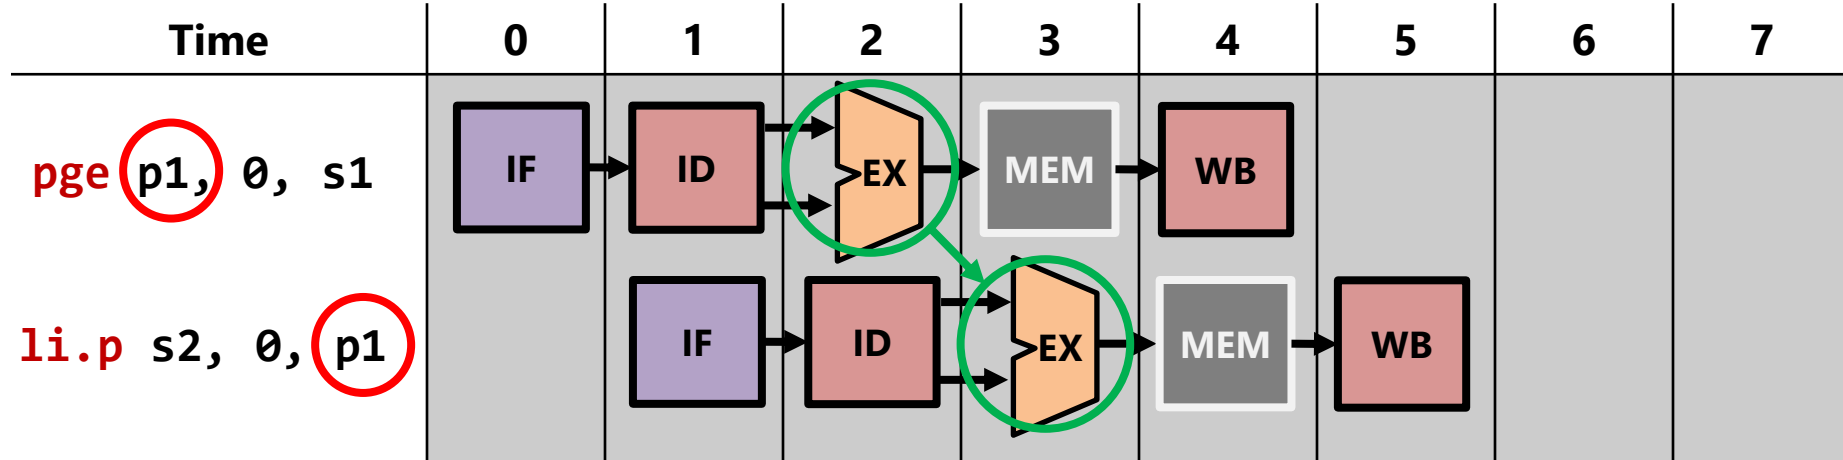 Time 0 1 2 3 4 5 6 7
pge p1, 0, s1 IF ID EX MEM WB
li.p s2, 0, p1 IF ID EX MEM WB